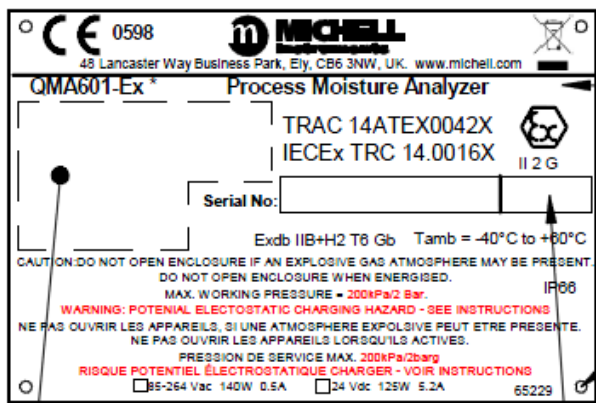 CE 0598 m MICHELL
Instruments
48 Lancaster Way Business Park, Ely, CB6 3NW, UK. www.michell.com
QMA601-Ex * Process Moisture Analyzer
TRAC 14ATEX0042X
IECEx TRC 14.0016X
Ex
II 2 G
Serial No:
Exdb IIB+H2 T6 Gb Tamb = -40°C to +60°C
CAUTION:DO NOT OPEN ENCLOSURE IF AN EXPLOSIVE GAS ATMOSPHERE MAY BE PRESENT.
DO NOT OPEN ENCLOSURE WHEN ENERGISED.
MAX. WORKING PRESSURE = 200kPa/2 Bar.
IP66
WARNING: POTENIAL ELECTOSTATIC CHARGING HAZARD - SEE INSTRUCTIONS
NE PAS OUVRIR LES APPAREILS, SI UNE ATMOSPHERE EXPOLSIVE PEUT ETRE PRESENTE.
NE PAS OUVRIR LES APPAREILS LORSQU'ILS ACTIVES.
PRESSION DE SERVICE MAX. 200kPa/2barg
RISQUE POTENTIEL ÉLECTROSTATIQUE CHARGER - VOIR INSTRUCTIONS
85-264 Vac 140W 0.5A 24 Vdc 125W 5.2A 65229